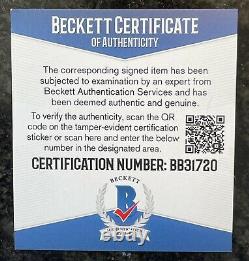 BECKETT CERTIFICATE
OF AUTHENTICITY
The corresponding signed item has been
subjected to examination by an expert from
Beckett Authentication Services and has
been deemed authentic and genuine.
To verify the authenticity, scan the QR
code on the tamper-evident certification
sticker or scan here and enter the below
number in the designated area.
CERTIFICATION NUMBER: BB31720
BECKETT
B